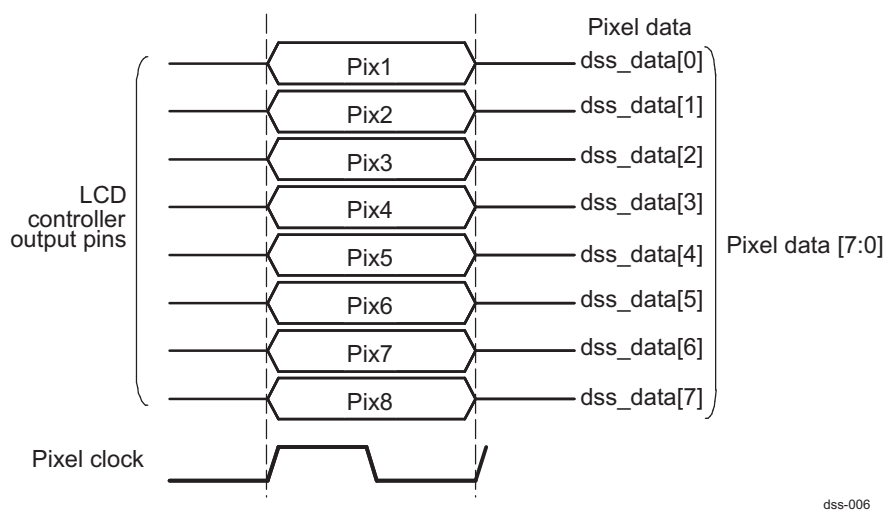 Pixel data
Pix1 dss_data[0]
Pix2 dss_data[1]
Pix3 dss_data[2]
Pix4 dss_data[3]
Pix5 dss_data[4]
Pix6 dss_data[5]
Pix7 dss_data[6]
Pix8 dss_data[7]
LCD
controller
output pins
Pixel data [7:0]
Pixel clock
dss-006